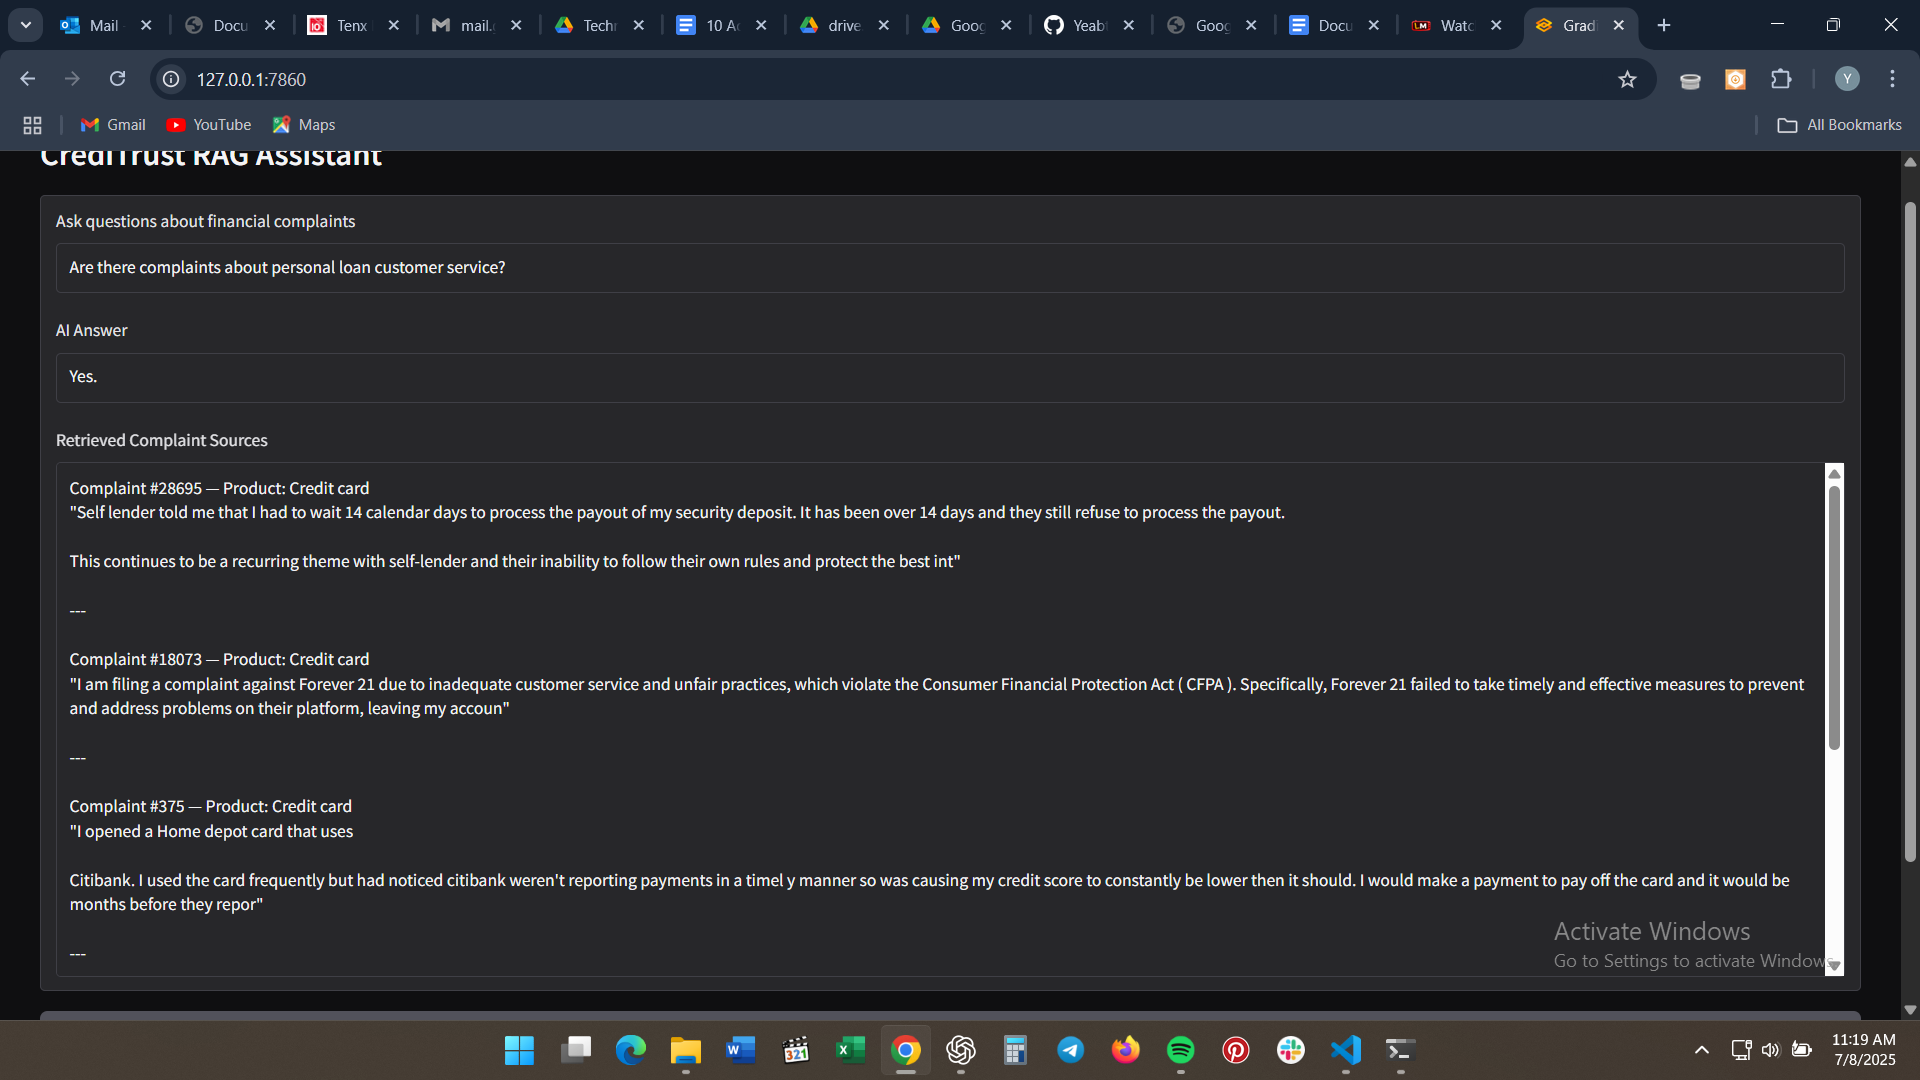 Mail
Docu
Tenx
mail.g
Techn
10 Ac
drive.
Goog
Yeab
Goog
Docu
Watc
Gradi
127.0.0.1:7860
Y
Gmail
YouTube
Maps
All Bookmarks
CrediTrust RAG Assistant
Ask questions about financial complaints
Are there complaints about personal loan customer service?
AI Answer
Yes.
Retrieved Complaint Sources
Complaint #28695 — Product: Credit card
"Self lender told me that I had to wait 14 calendar days to process the payout of my security deposit. It has been over 14 days and they still refuse to process the payout.
This continues to be a recurring theme with self-lender and their inability to follow their own rules and protect the best int"
---
Complaint #18073 — Product: Credit card
"I am filing a complaint against Forever 21 due to inadequate customer service and unfair practices, which violate the Consumer Financial Protection Act ( CFPA ). Specifically, Forever 21 failed to take timely and effective measures to prevent
and address problems on their platform, leaving my accoun"
---
Complaint #375 — Product: Credit card
"I opened a Home depot card that uses
Citibank. I used the card frequently but had noticed citibank weren't reporting payments in a timel y manner so was causing my credit score to constantly be lower then it should. I would make a payment to pay off the card and it would be
months before they repor"
---
Activate Windows
Go to Settings to activate Windows.
11:19 AM
7/8/2025